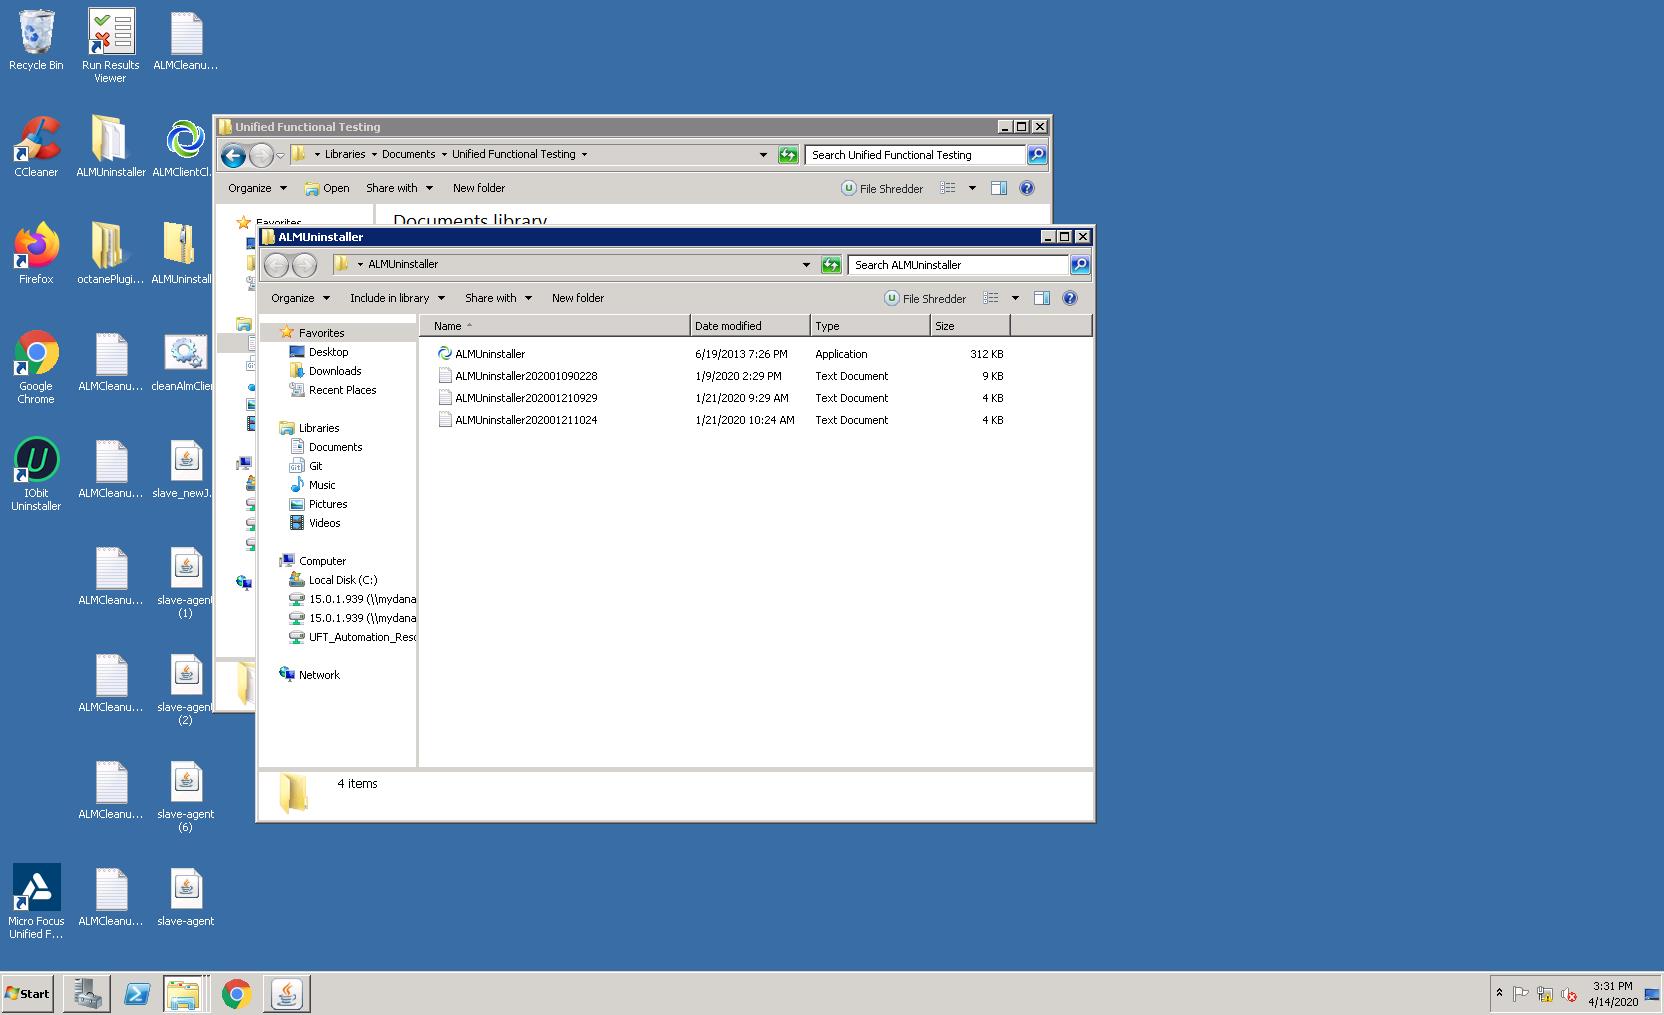 Recycle Bin
Run Results
Viewer
ALMCleanu...
CCleaner
ALMUninstaller
ALMClientCl.
Firefox
octanePlugi...
ALMUninstall
Google
Chrome
ALMCleanu...
cleanAlmClie
IObit
Uninstaller
ALMCleanu...
slave_newJ.
ALMCleanu...
slave-agent
(1)
ALMCleanu...
slave-agent
(2)
ALMCleanu...
slave-agent
(6)
Micro Focus
Unified F...
ALMCleanu...
slave-agent
Unified Functional Testing
Libraries Documents Unified Functional Testing
Search Unified Functional Testing
Organize Open Share with New folder File Shredder
Favorites
Documents library
ALMUninstaller
ALMUninstaller
Search ALMUninstaller
Organize Include in library Share with New folder File Shredder
Favorites
Desktop
Downloads
Recent Places
Libraries
Documents
Git
Music
Pictures
Videos
Computer
Local Disk (C:)
15.0.1.939 (\\mydana
15.0.1.939 (\\mydana
UFT_Automation_Reso
Network
Name Date modified Type Size
ALMUninstaller 6/19/2013 7:26 PM Application 312 KB
ALMUninstaller202001090228 1/9/2020 2:29 PM Text Document 9 KB
ALMUninstaller202001210929 1/21/2020 9:29 AM Text Document 4 KB
ALMUninstaller202001211024 1/21/2020 10:24 AM Text Document 4 KB
4 items
Start
3:31 PM
4/14/2020